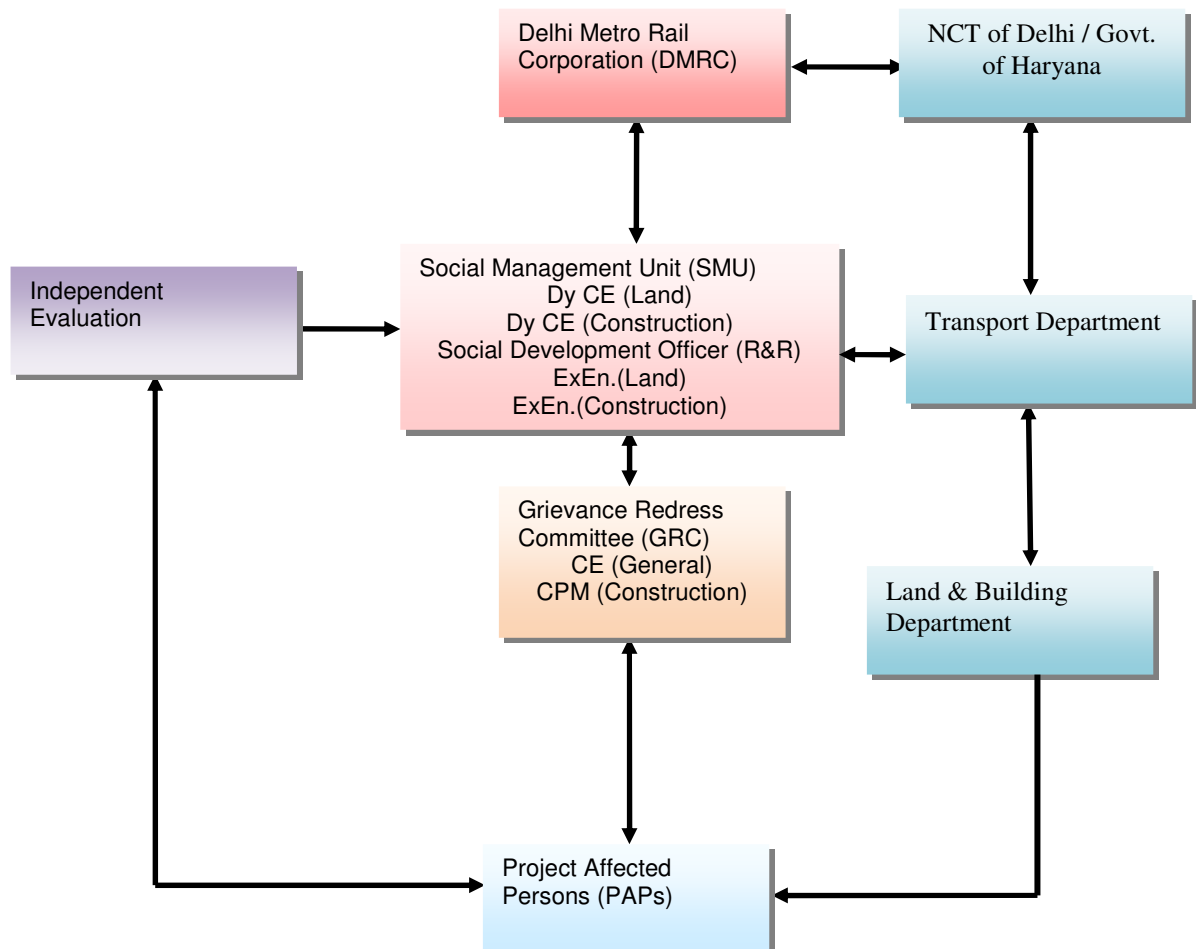 Delhi Metro Rail
Corporation (DMRC)
NCT of Delhi / Govt.
of Haryana
Independent
Evaluation
Social Management Unit (SMU)
Dy CE (Land)
Dy CE (Construction)
Social Development Officer (R&R)
ExEn.(Land)
ExEn.(Construction)
Transport Department
Grievance Redress
Committee (GRC)
CE (General)
CPM (Construction)
Land & Building
Department
Project Affected
Persons (PAPs)